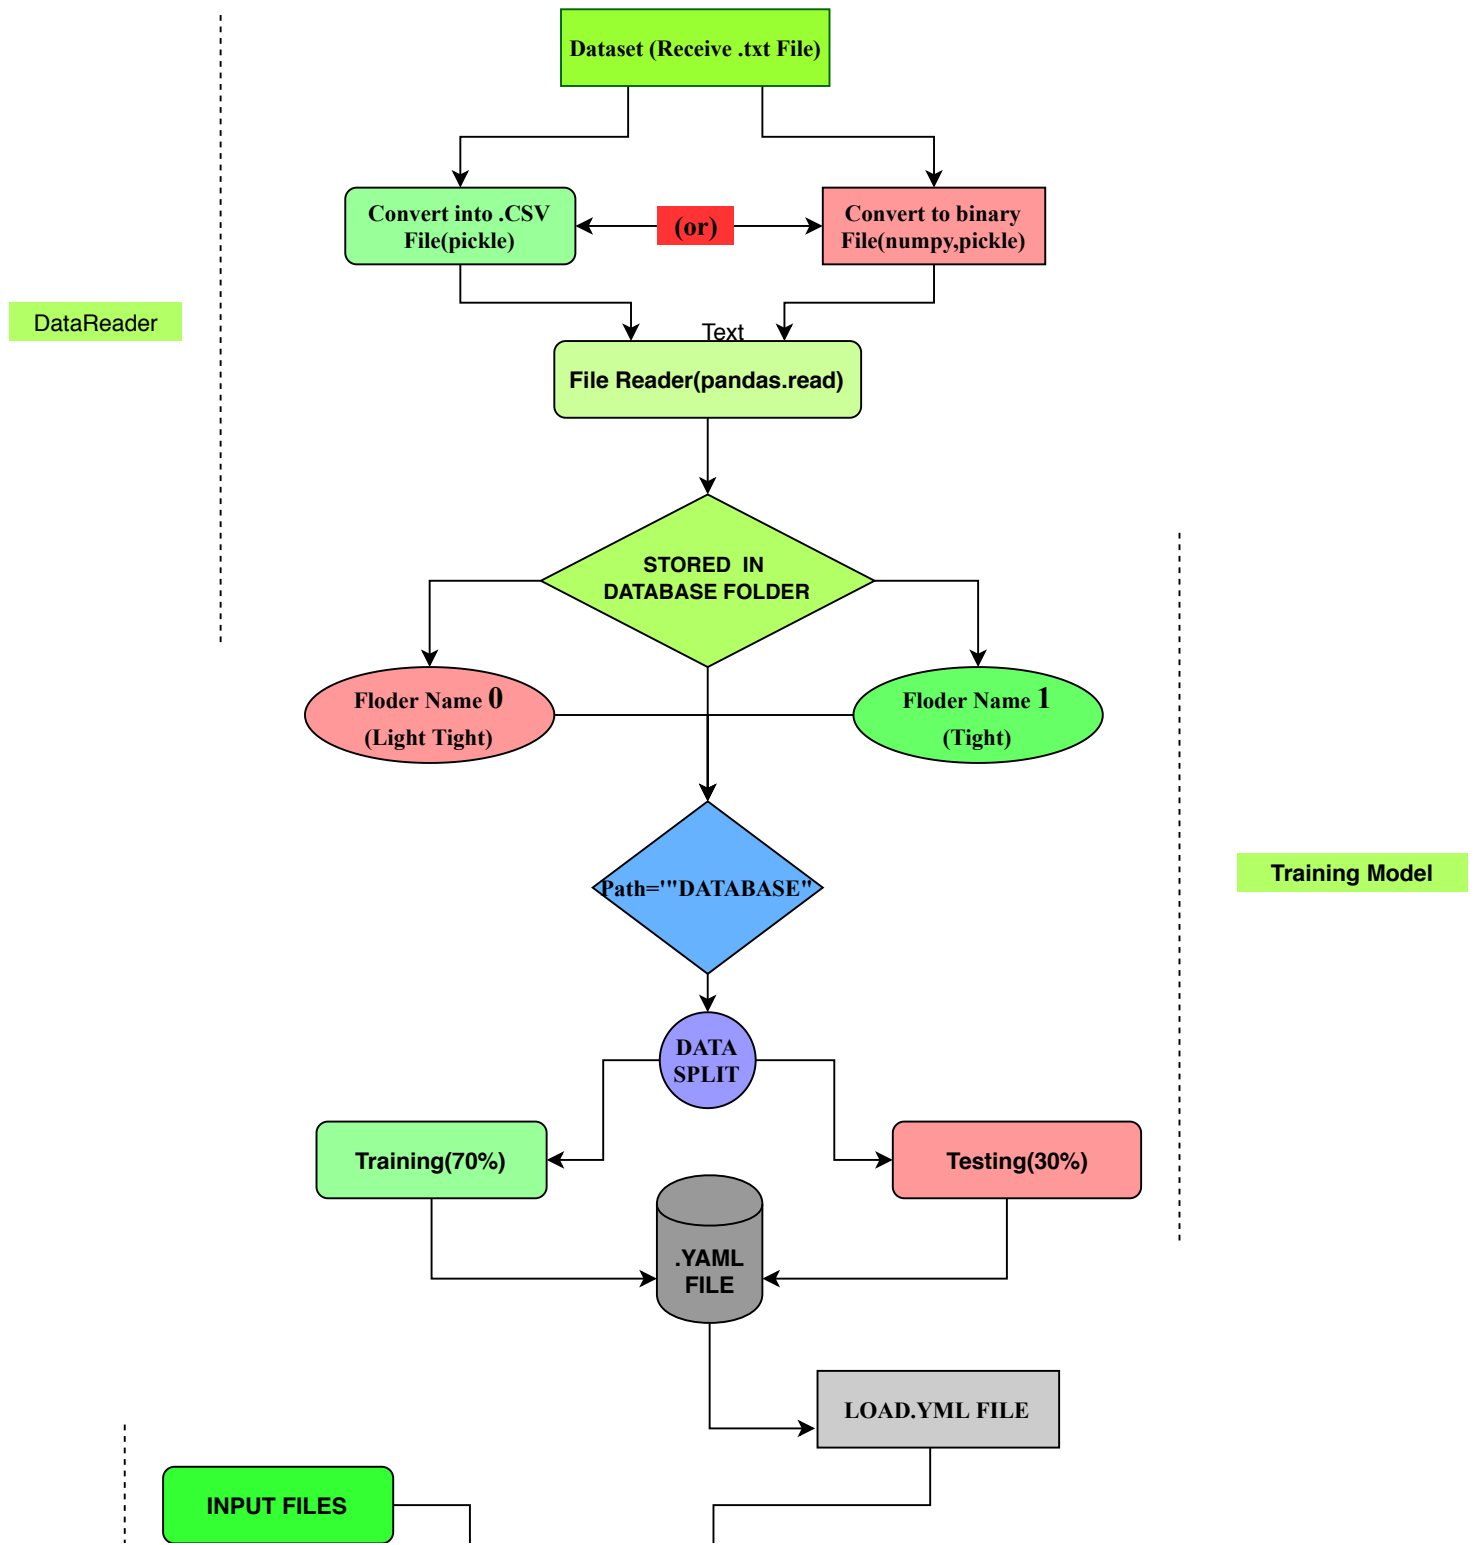 Dataset (Receive .txt File)
Convert into .CSV
File(pickle)
(or)
Convert to binary
File(numpy,pickle)
DataReader
Text
File Reader(pandas.read)
STORED IN
DATABASE FOLDER
Floder Name 0
(Light Tight)
Floder Name 1
(Tight)
Path='"DATABASE"
Training Model
DATA
SPLIT
Training(70%)
Testing(30%)
.YAML
FILE
LOAD.YML FILE
INPUT FILES